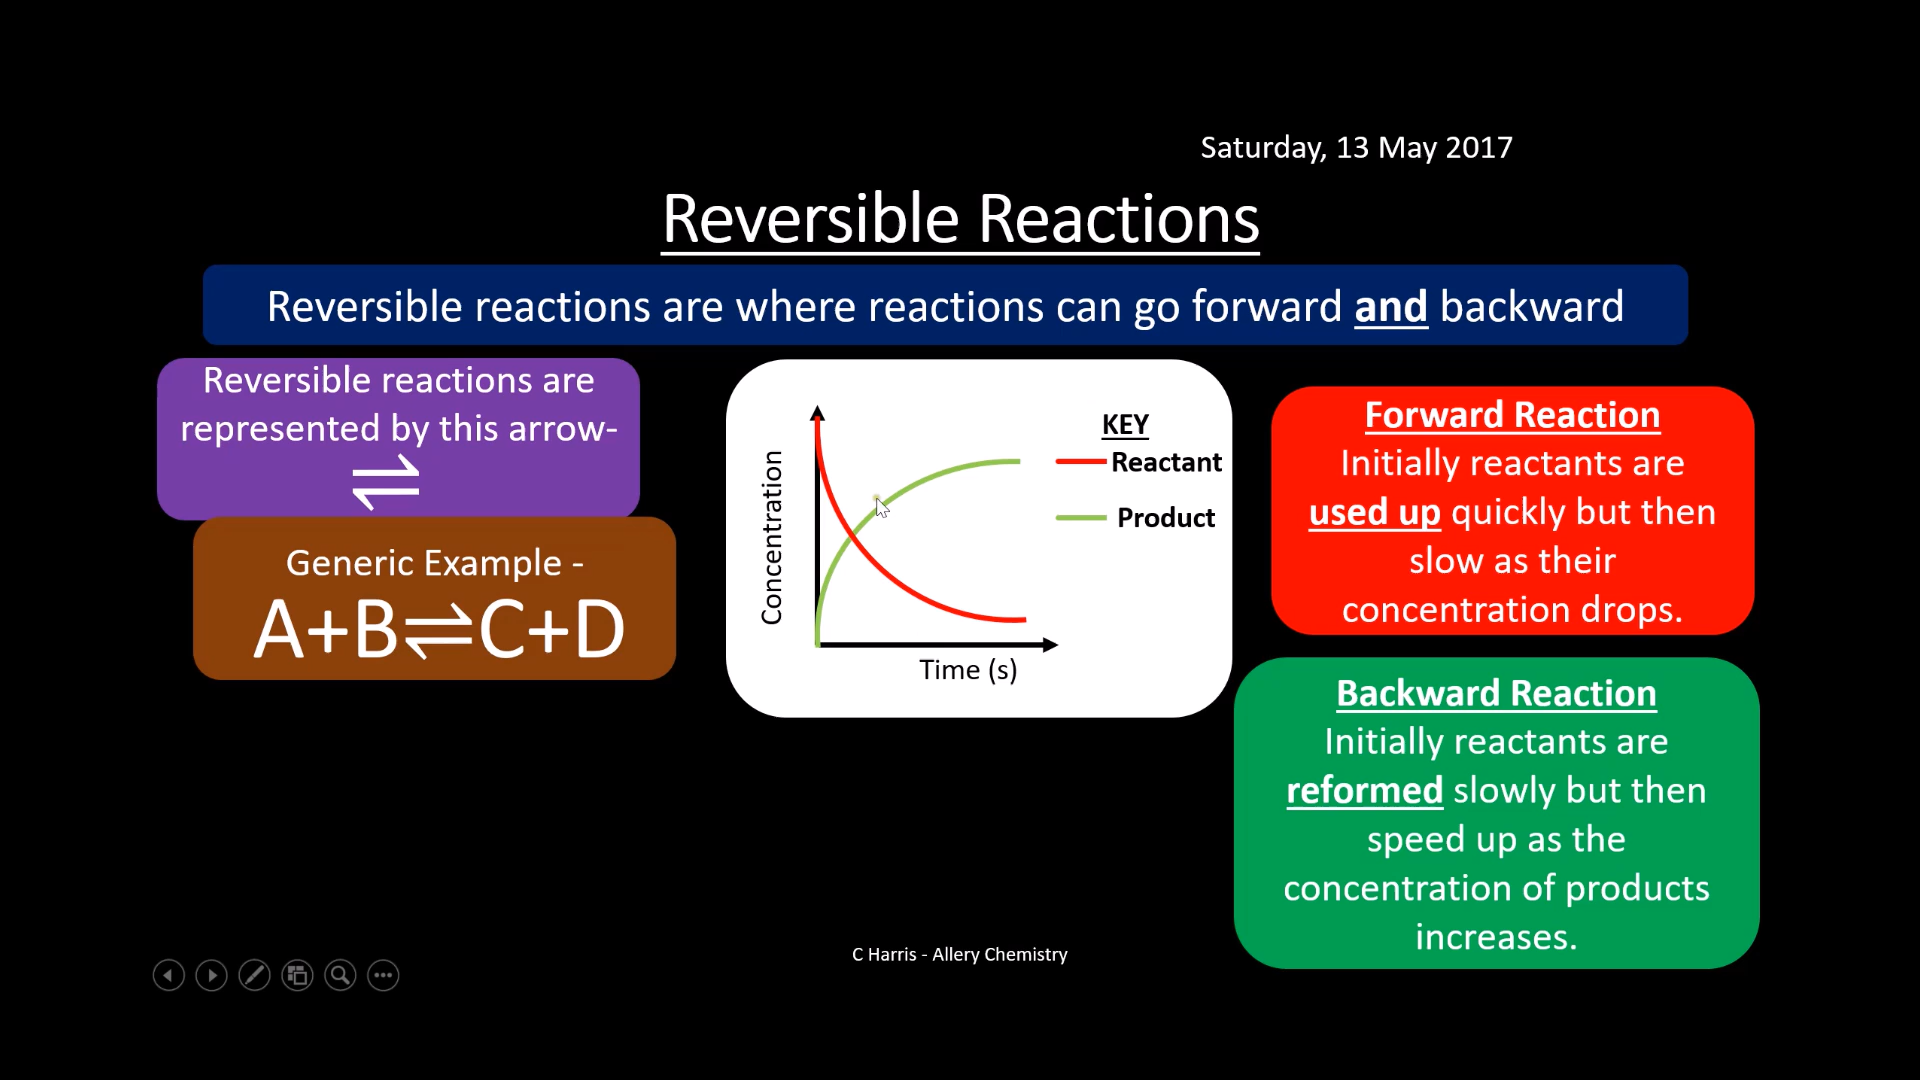 Saturday, 13 May 2017
Reversible Reactions
Reversible reactions are where reactions can go forward and backward
Reversible reactions are
represented by this arrow-
⇌
Generic Example -
A+B⇌C+D
Concentration
Time (s)
KEY
Reactant
Product
Forward Reaction
Initially reactants are
used up quickly but then
slow as their
concentration drops.
Backward Reaction
Initially reactants are
reformed slowly but then
speed up as the
concentration of products
increases.
C Harris - Allery Chemistry